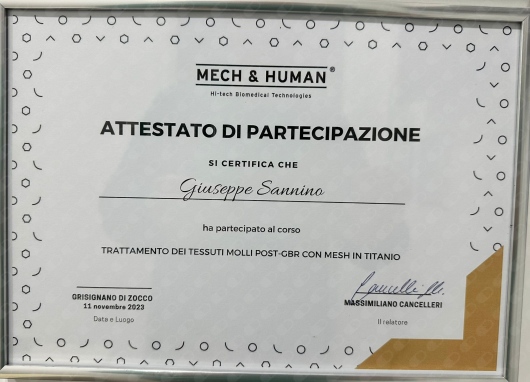 MECH & HUMAN®
Hi-tech Biomedical Technologies
ATTESTATO DI PARTECIPAZIONE
SI CERTIFICA CHE
Giuseppe Sannino
ha partecipato al corso
TRATTAMENTO DEI TESSUTI MOLLI POST-GBR CON MESH IN TITANIO
GRISIGNANO DI ZOCCO
11 novembre 2023
Data e Luogo
MASSIMILIANO CANCELLERI
Il relatore